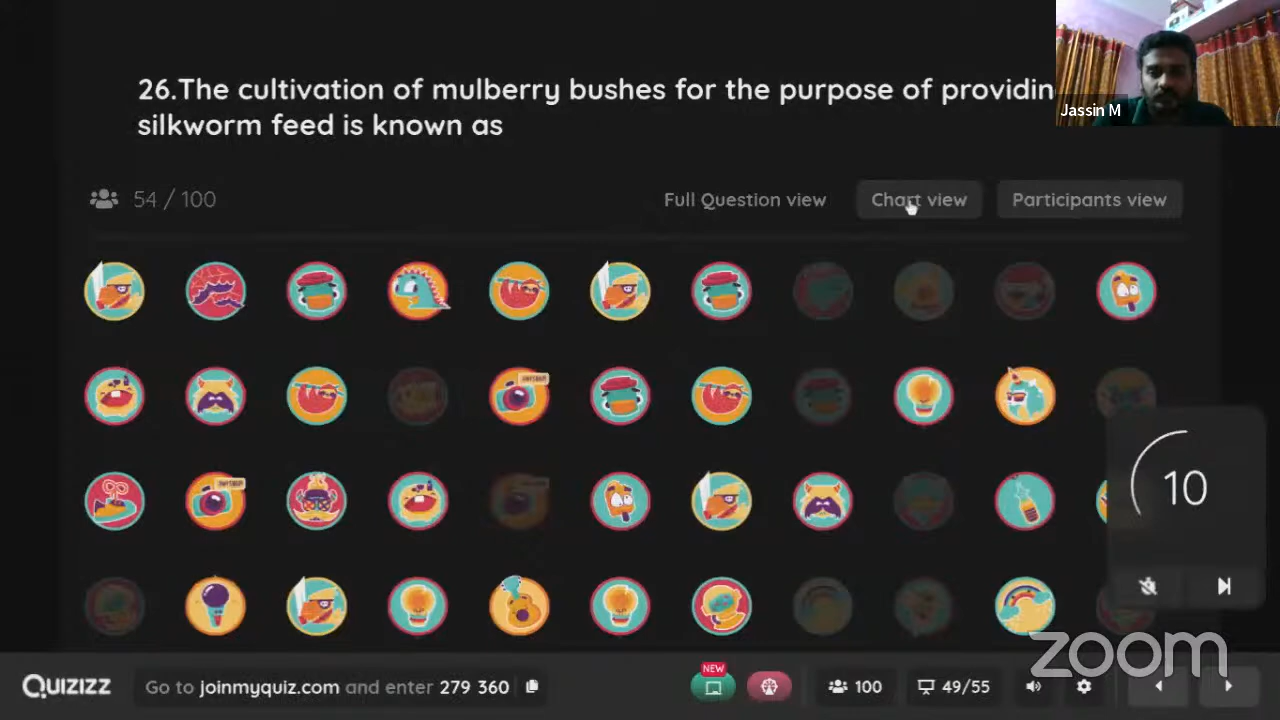 26.The cultivation of mulberry bushes for the purpose of providin
silkworm feed is known as
Jassin M
54 / 100
Full Question view
Chart view
Participants view
10
zoom
NEW
Quizizz
Go to joinmyquiz.com and enter 279 360
100
49/55